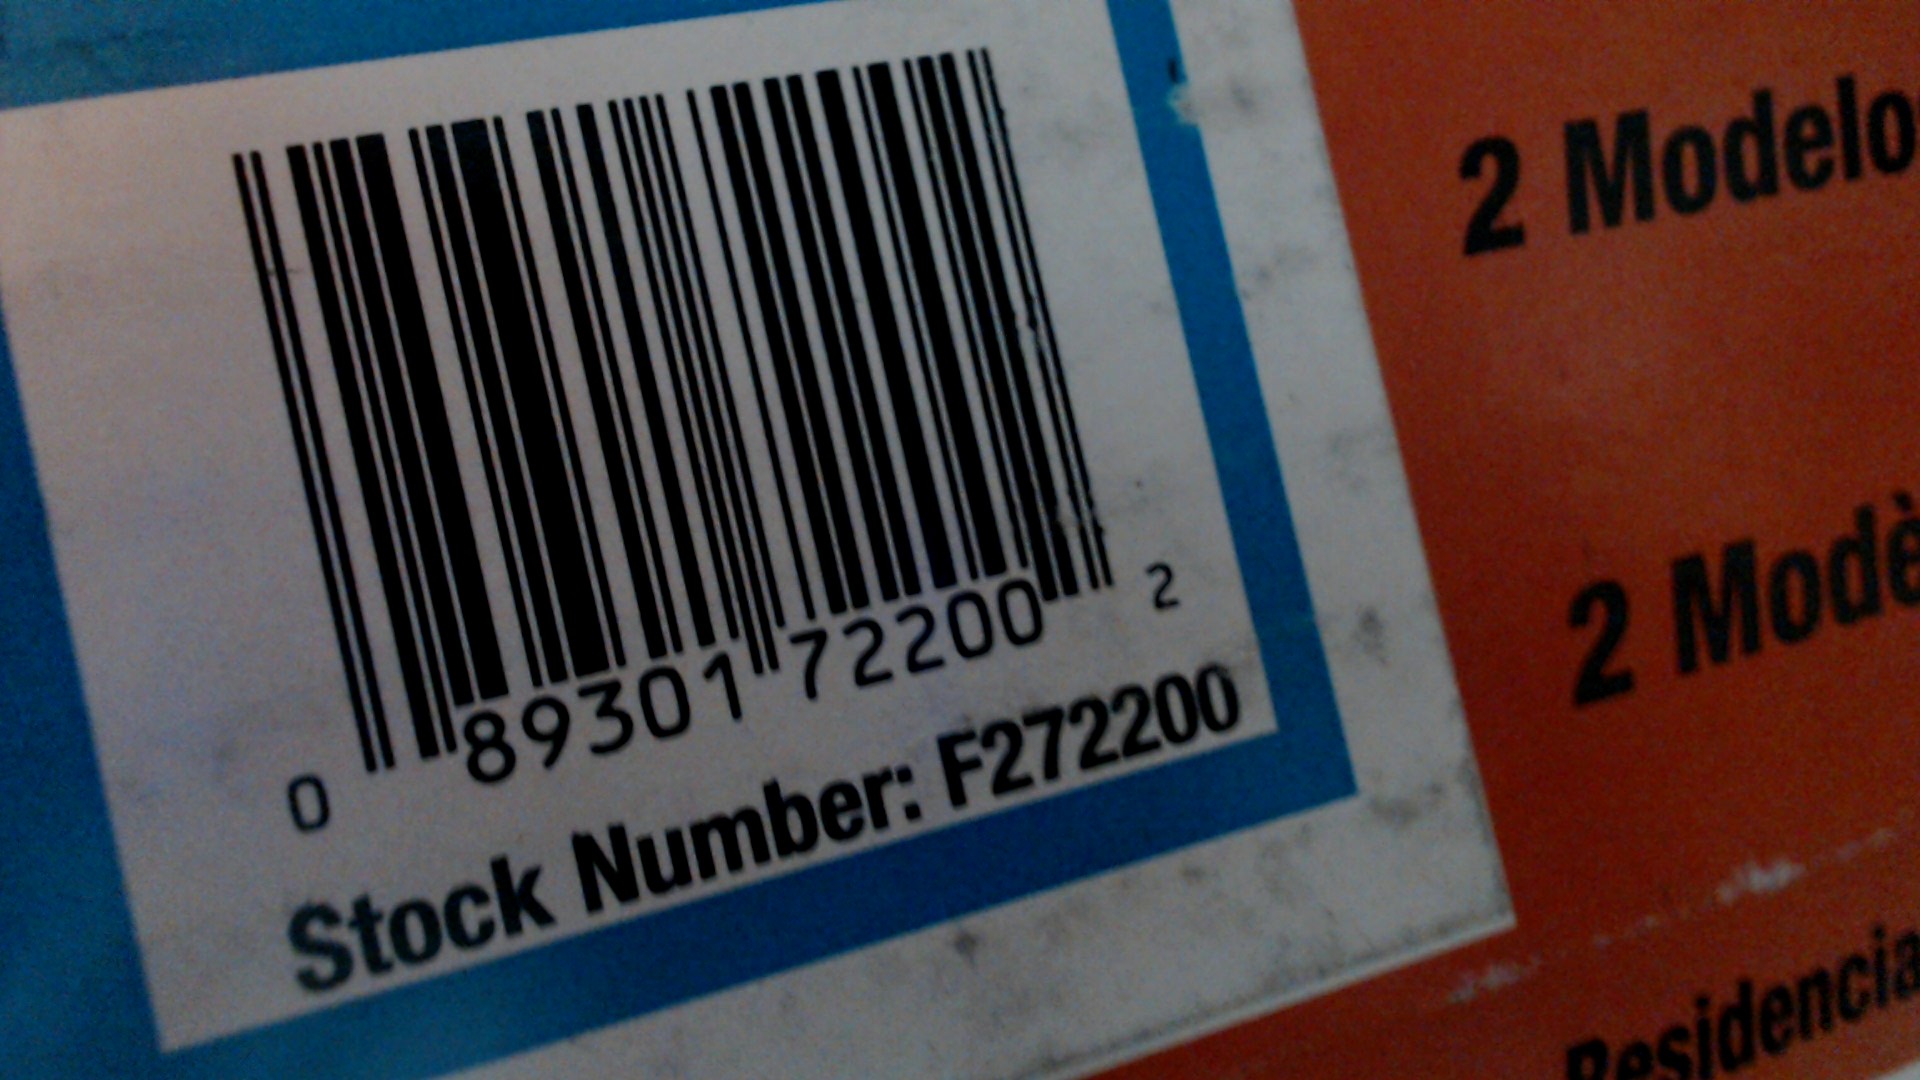 0 89301 72200 2
Stock Number: F272200
2 Modelo
2 Modè
Residencia